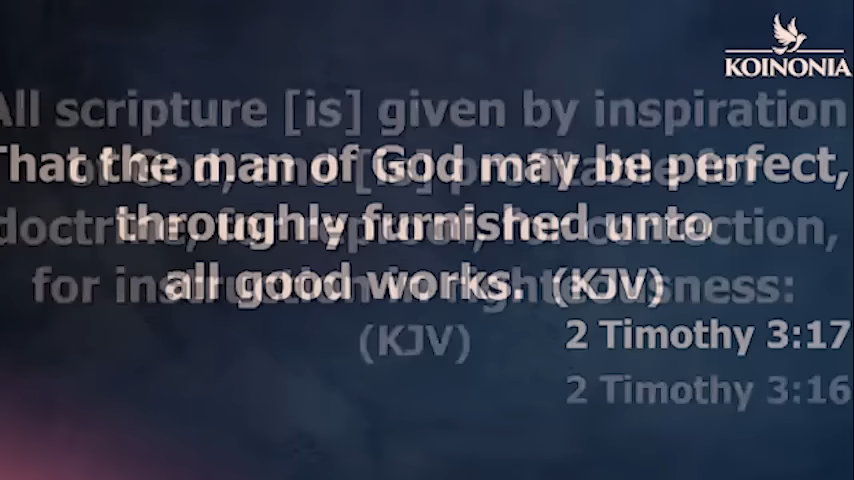 KOINONIA
All scripture [is] given by inspiration
of God, and [is] profitable for
doctrine, for reproof, for correction,
for instruction in righteousness:
(KJV)
2 Timothy 3:16
That the man of God may be perfect,
throughly furnished unto
all good works. (KJV)
2 Timothy 3:17